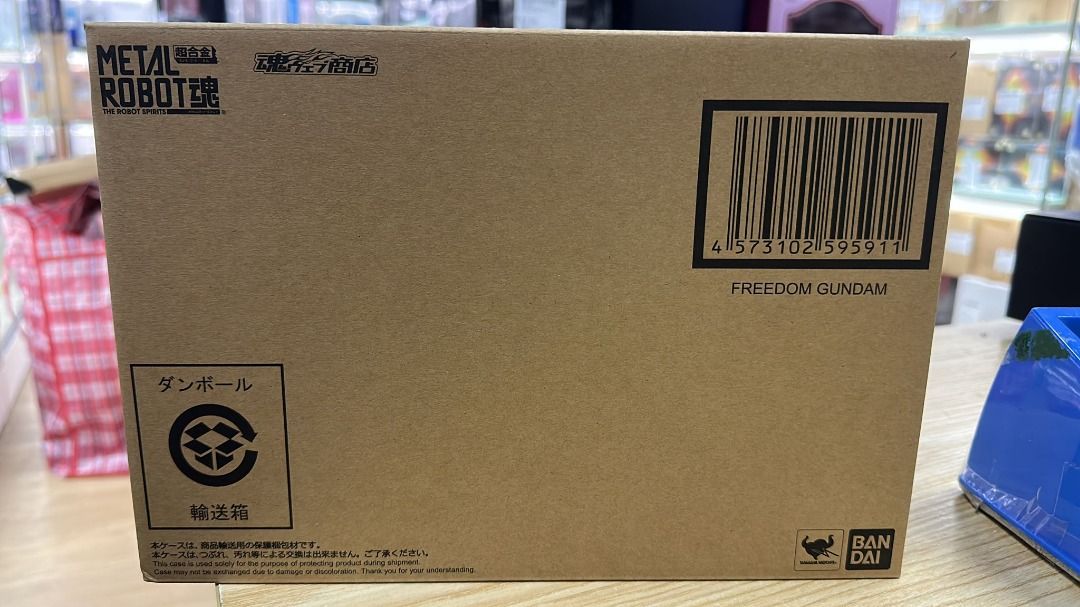 METAL 超合金
ROBOT魂
THE ROBOT SPIRITS
魂ウェブ商店
4 573102 595911
FREEDOM GUNDAM
ダンボール
輸送箱
本ケースは、商品輸送用の保護梱包材です。
本ケースは、つぶれ、汚れ等による交換は出来ません。ご了承ください。
This case is used solely for the purpose of protecting product during shipment.
Case may not be exchanged due to damage or discoloration. Thank you for your understanding.
TAMASHII NATIONS
BAN
DAI